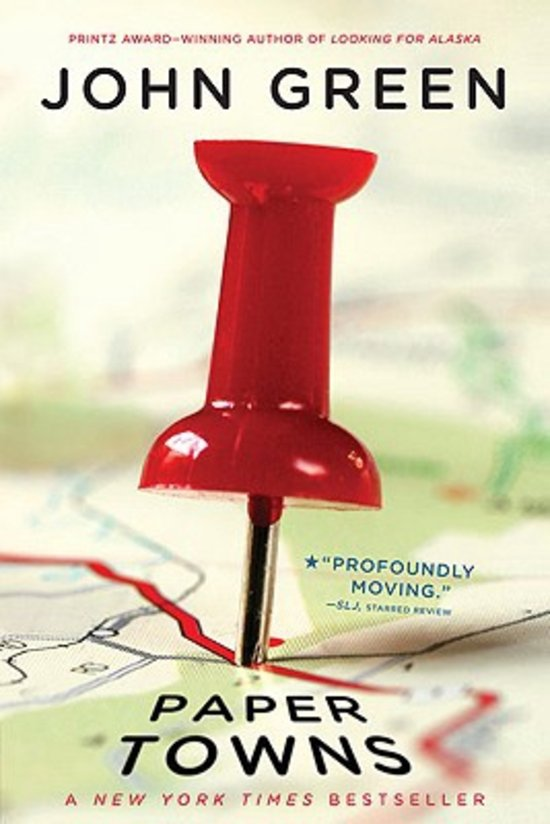 PRINTZ AWARD–WINNING AUTHOR OF LOOKING FOR ALASKA
JOHN GREEN
★“PROFOUNDLY
MOVING.”
—SLJ, STARRED REVIEW
PAPER
TOWNS
A NEW YORK TIMES BESTSELLER